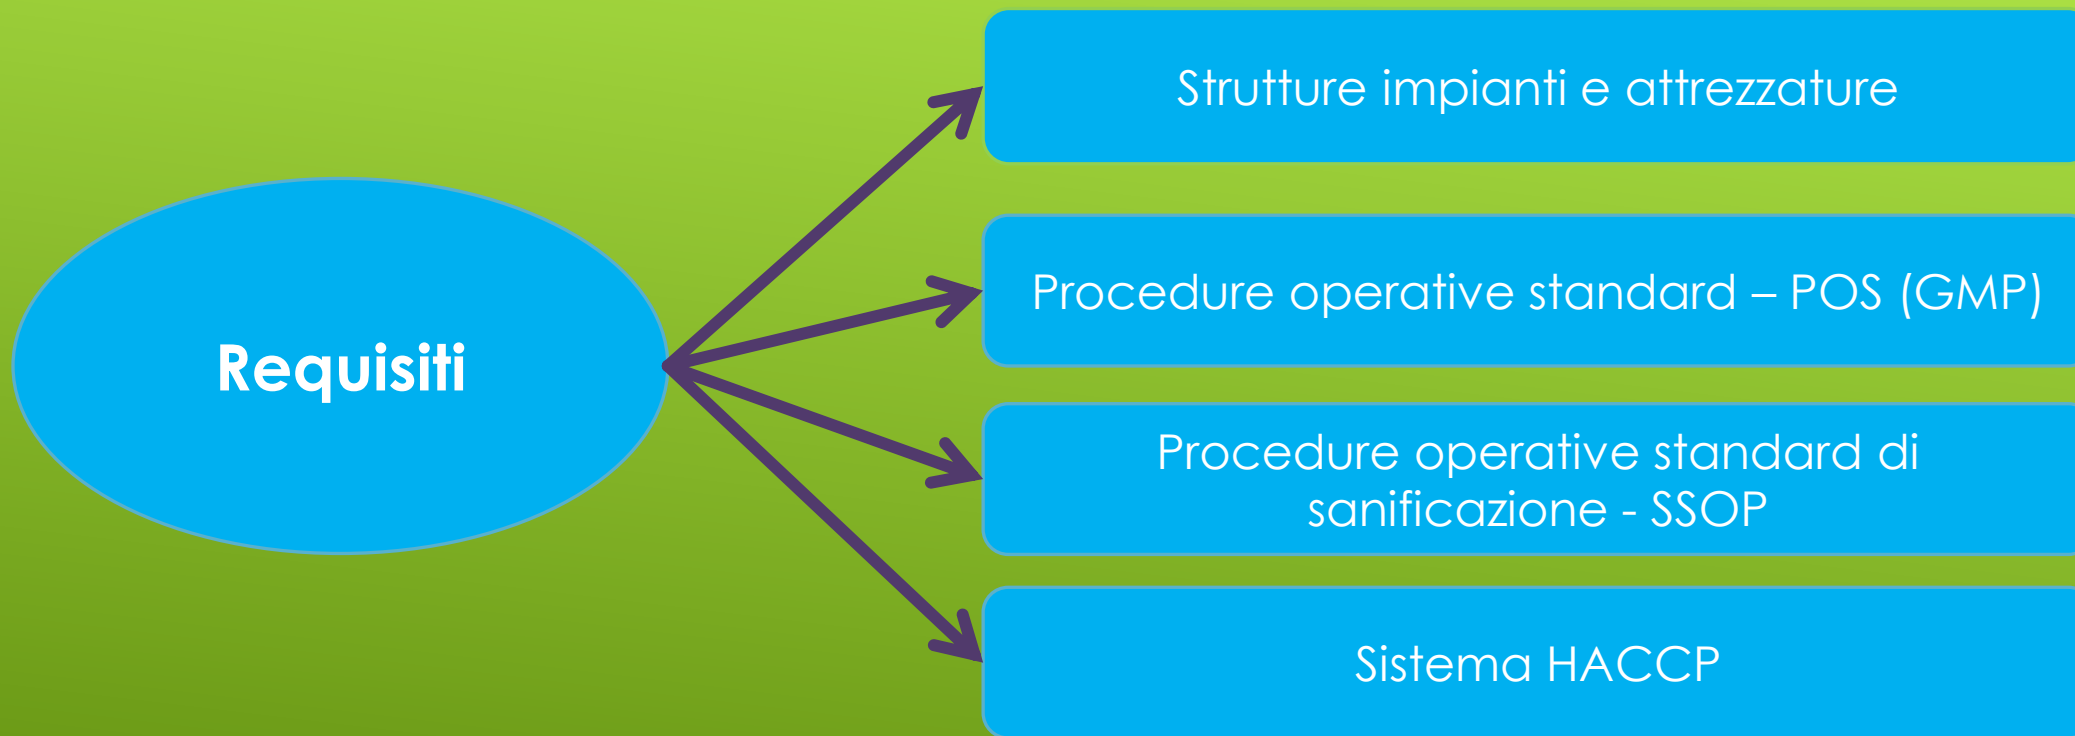 Requisiti
Strutture impianti e attrezzature
Procedure operative standard – POS (GMP)
Procedure operative standard di
sanificazione - SSOP
Sistema HACCP